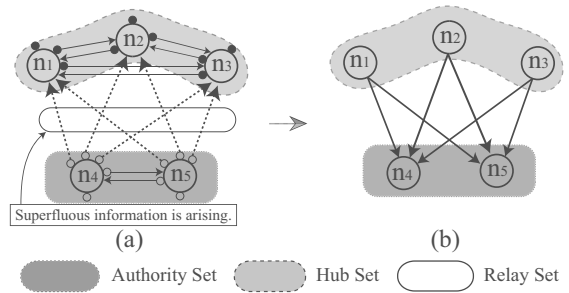 n2
n1
n3
n4
n5
Superfluous information is arising.
(a)
n2
n1
n3
n4
n5
(b)
Authority Set
Hub Set
Relay Set